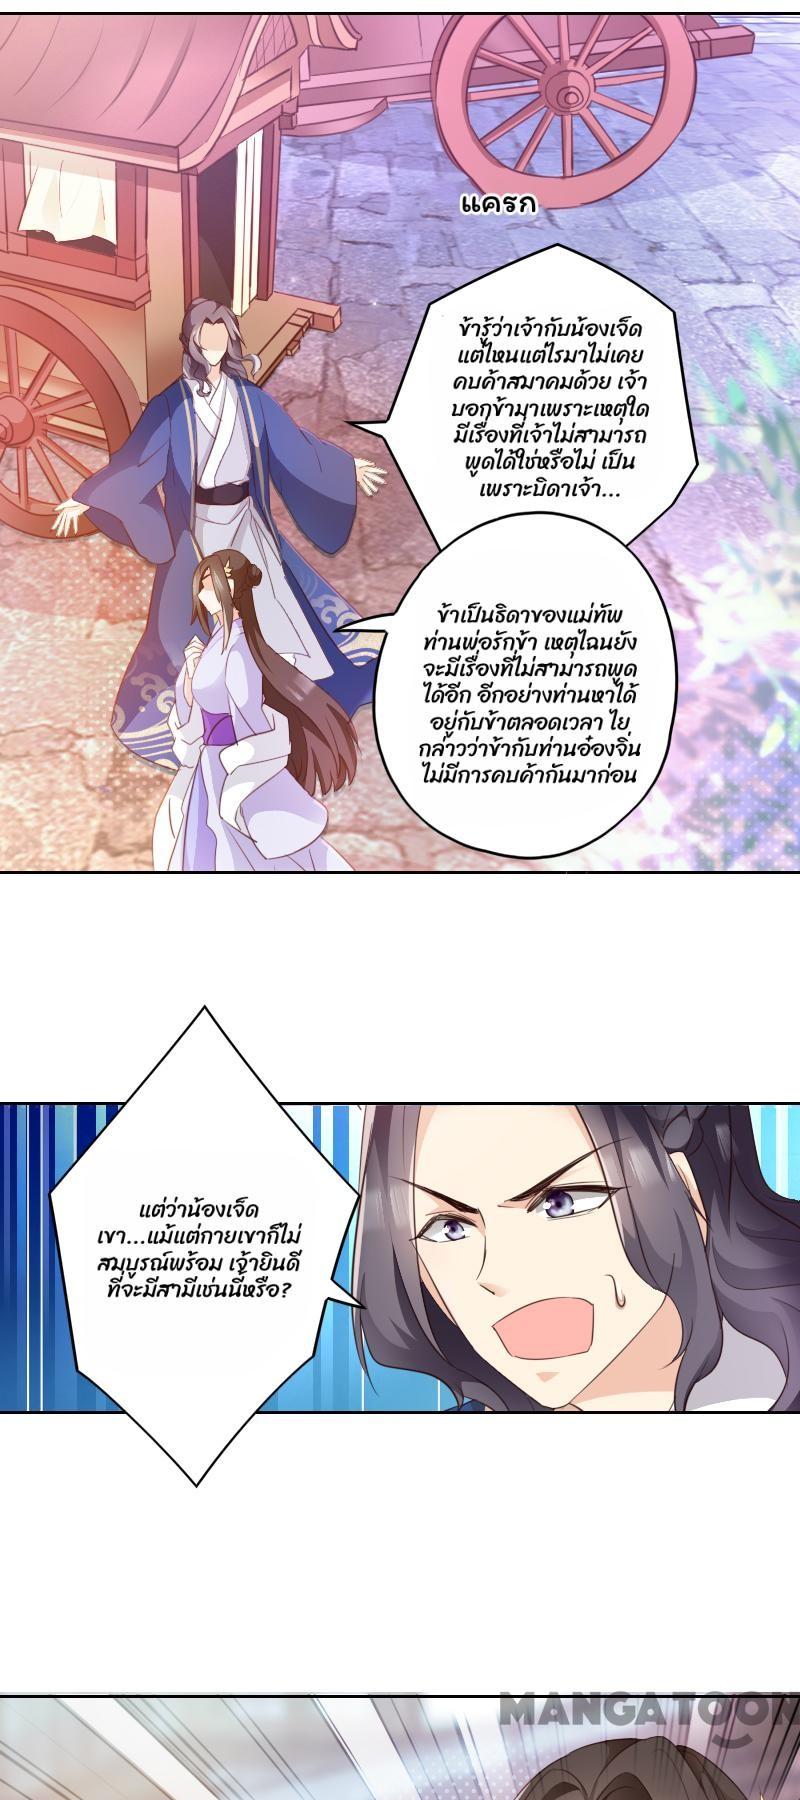 แครก
ข้ารู้ว่าเจ้ากับน้องเจ็ด
แต่ไหนแต่ไรมาไม่เคย
คบค้าสมาคมด้วย เจ้า
บอกข้ามาเพราะเหตุใด
มีเรื่องที่เจ้าไม่สามารถ
พูดได้ใช่หรือไม่ เป็น
เพราะบิดาเจ้า...
ข้าเป็นธิดาของแม่ทัพ
ท่านพ่อรักข้า เหตุไฉนยัง
จะมีเรื่องที่ไม่สามารถพูด
ได้อีก อีกอย่างท่านหาได้
อยู่กับข้าตลอดเวลา ไย
กล่าวว่าข้ากับท่านอ๋องจิ่น
ไม่มีการคบค้ากันมาก่อน
แต่ว่าน้องเจ็ด
เขา...แม้แต่กายเขาก็ไม่
สมบูรณ์พร้อม เจ้ายินดี
ที่จะมีสามีเช่นนี้หรือ?
MANGATOON